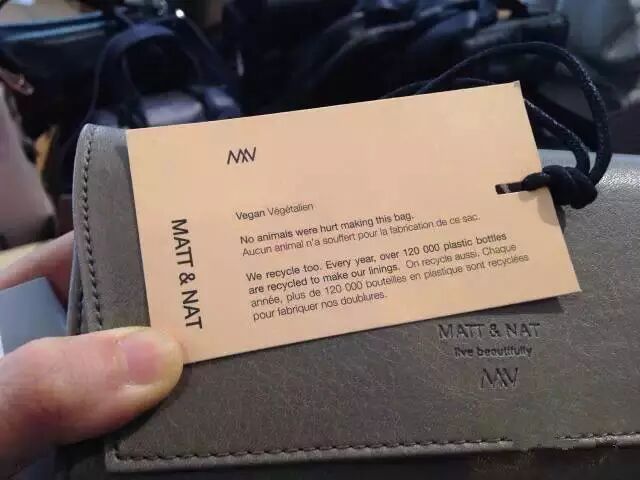 Vegan Végétalien
No animals were hurt making this bag.
Aucun animal n'a souffert pour la fabrication de ce sac.
We recycle too. Every year, over 120 000 plastic bottles
are recycled to make our linings. On recycle aussi. Chaque
année, plus de 120 000 bouteilles en plastique sont recyclées
pour fabriquer nos doublures.
MATT & NAT
MATT & NAT
live beautifully